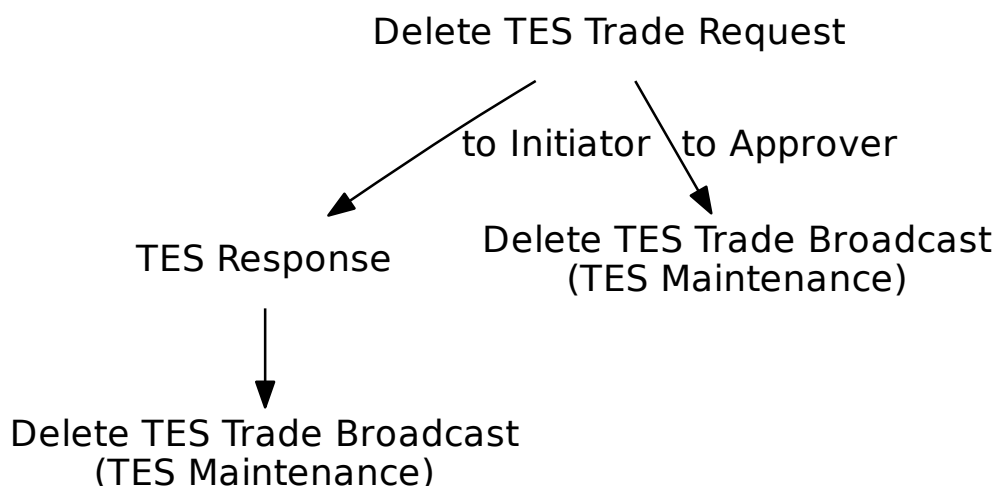 Delete TES Trade Request
to Initiator
to Approver
TES Response
Delete TES Trade Broadcast
(TES Maintenance)
Delete TES Trade Broadcast
(TES Maintenance)